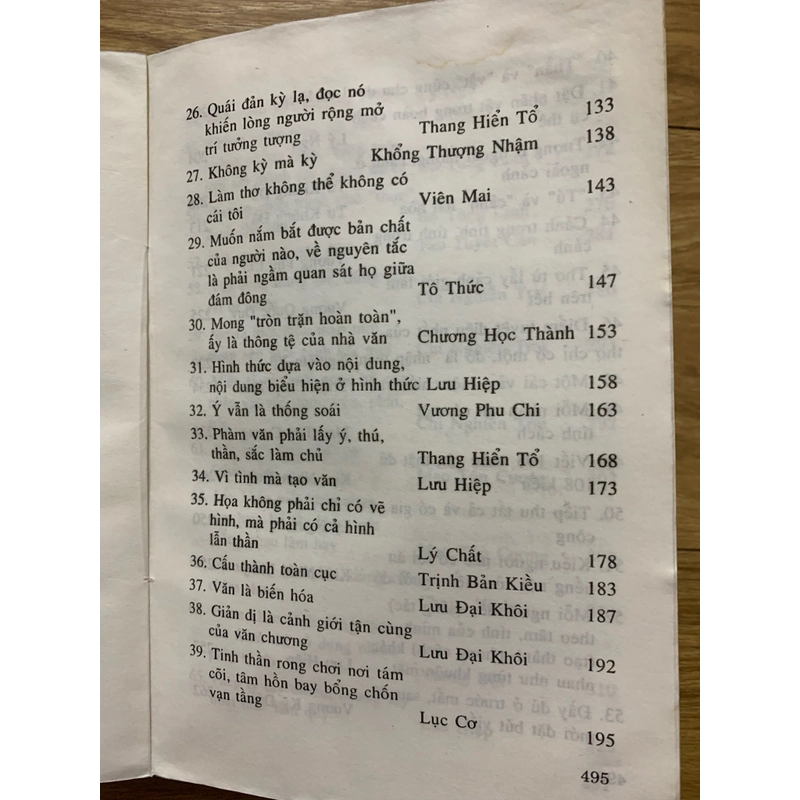 26. Quái đản kỳ lạ, đọc nó
khiến lòng người rộng mở
trí tưởng tượng Thang Hiển Tổ 133
27. Không kỳ mà kỳ Khổng Thượng Nhậm 138
28. Làm thơ không thể không có
cái tôi Viên Mai 143
29. Muốn nắm bắt được bản chất
của người nào, về nguyên tắc
là phải ngầm quan sát họ giữa
đám đông Tô Thức 147
30. Mong "tròn trặn hoàn toàn",
ấy là thông tệ của nhà văn Chương Học Thành 153
31. Hình thức dựa vào nội dung,
nội dung biểu hiện ở hình thức Lưu Hiệp 158
32. Ý vẫn là thống soái Vương Phu Chi 163
33. Phàm văn phải lấy ý, thú,
thần, sắc làm chủ Thang Hiển Tổ 168
34. Vì tình mà tạo văn Lưu Hiệp 173
35. Họa không phải chỉ có vẽ
hình, mà phải có cả hình
lẫn thần Lý Chất 178
36. Cấu thành toàn cục Trịnh Bản Kiều 183
37. Văn là biến hóa Lưu Đại Khôi 187
38. Giản dị là cảnh giới tận cùng
của văn chương Lưu Đại Khôi 192
39. Tinh thần rong chơi nơi tám
cõi, tâm hồn bay bổng chốn
vạn tầng Lục Cơ 195
495